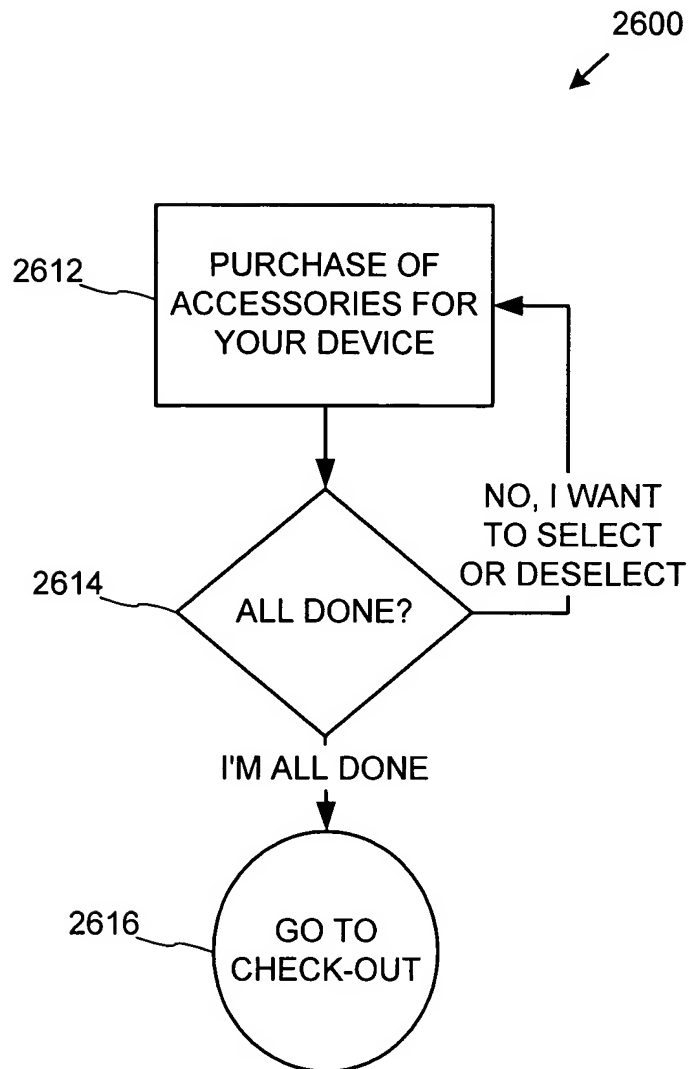 2600
2612
PURCHASE OF
ACCESSORIES FOR
YOUR DEVICE
NO, I WANT
TO SELECT
OR DESELECT
2614
ALL DONE?
I'M ALL DONE
2616
GO TO
CHECK-OUT